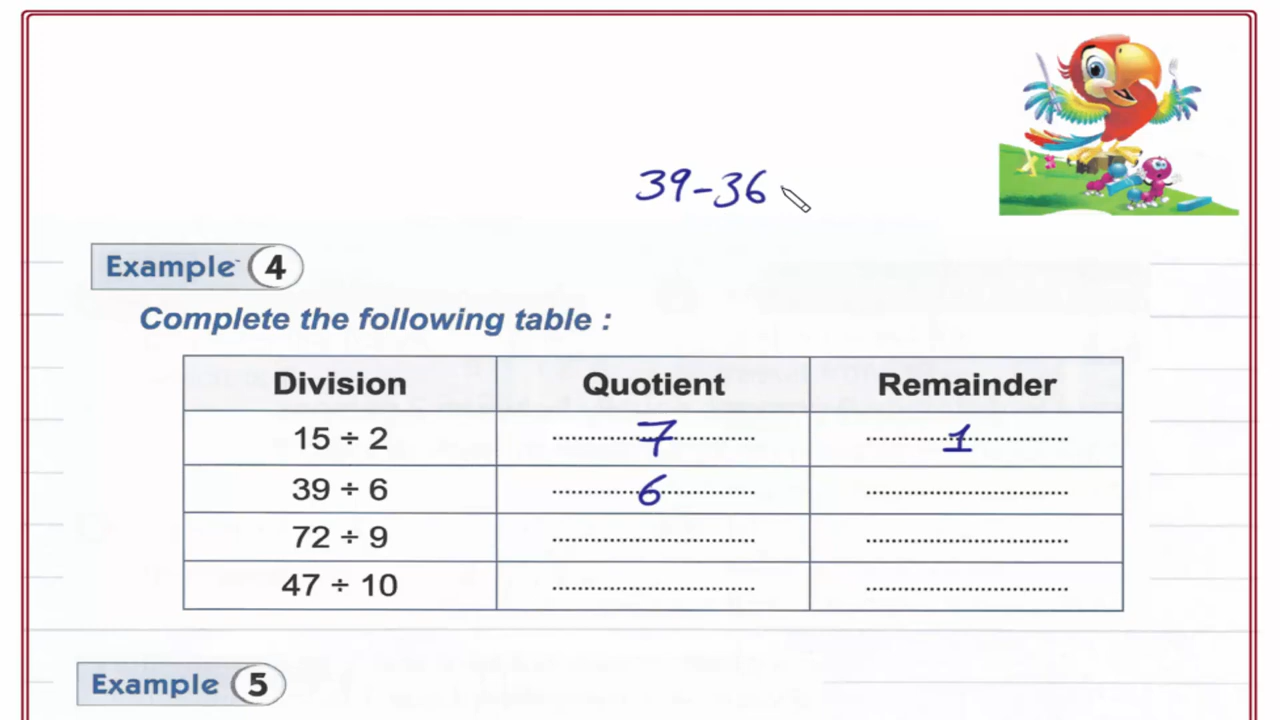 39-36
Example 4
Complete the following table :
Division Quotient Remainder
15 ÷ 2 7 1
39 ÷ 6 6
72 ÷ 9
47 ÷ 10
Example 5